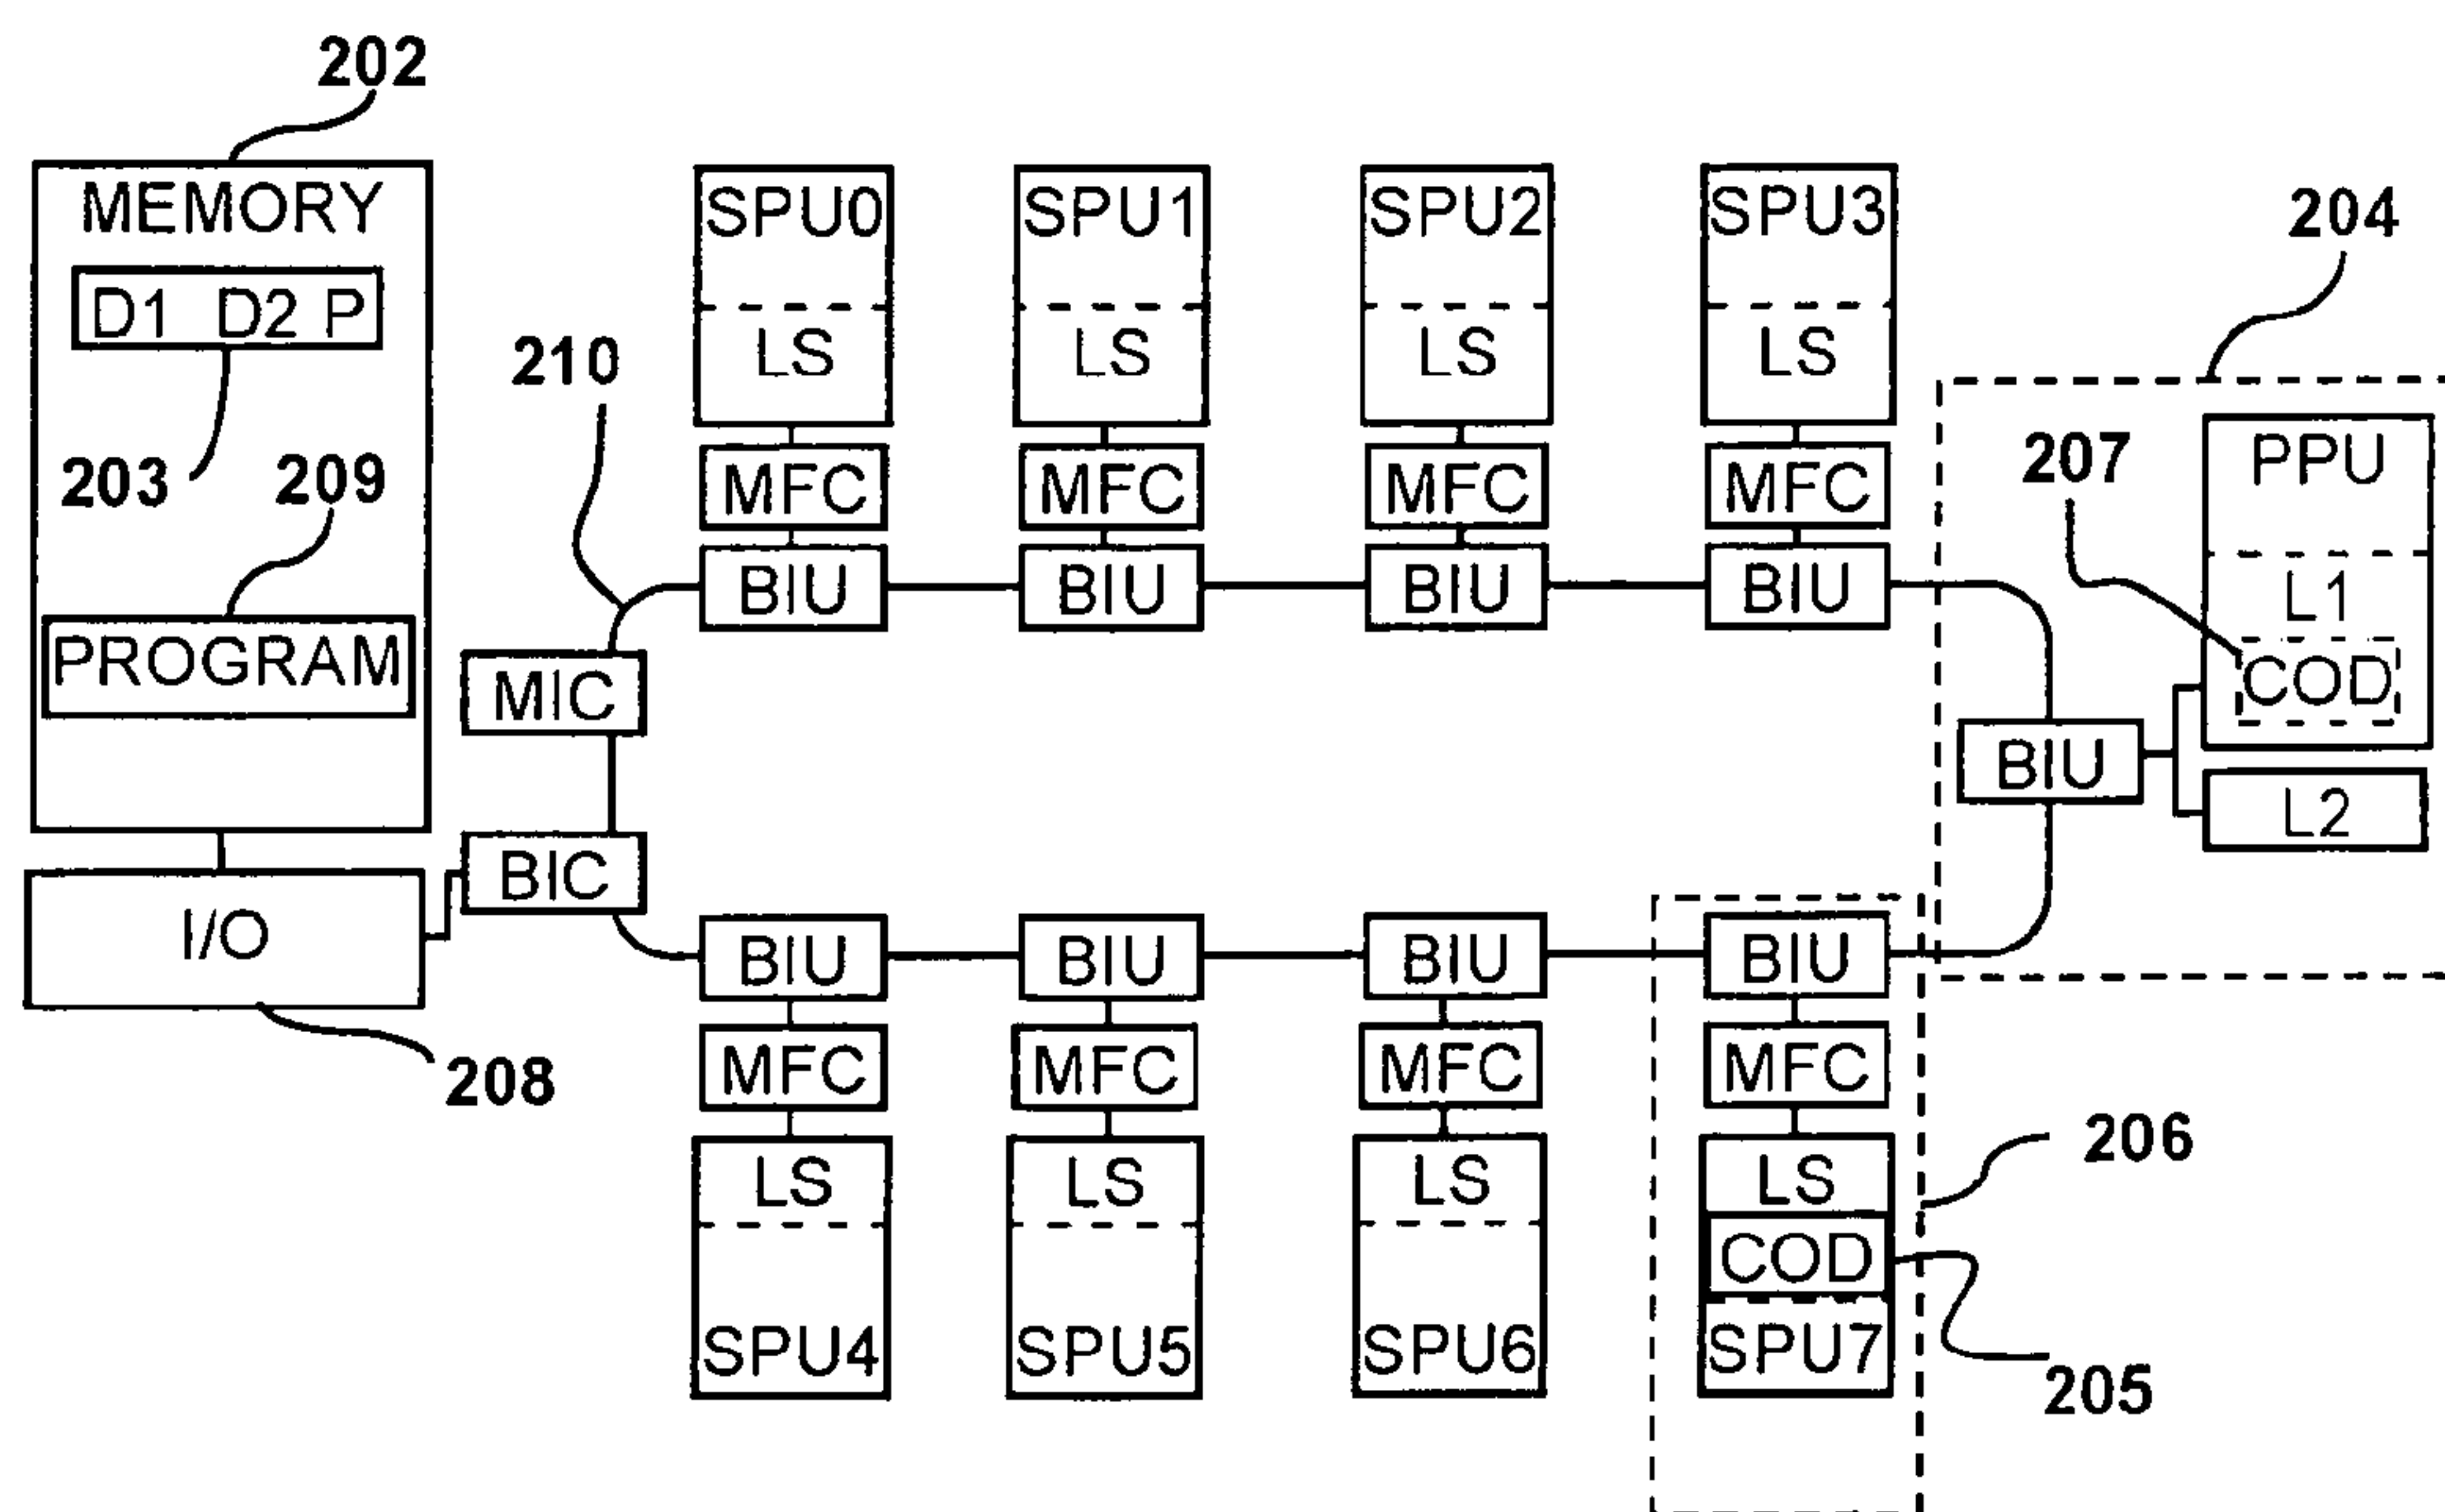 202
MEMORY
D1 D2 P
203
209
PROGRAM
I/O
208
210
MIC
BIC
SPU0
LS
MFC
BIU
SPU1
LS
MFC
BIU
SPU2
LS
MFC
BIU
SPU3
LS
MFC
BIU
204
207
PPU
L1
COD
BIU
L2
BIU
MFC
LS
SPU4
BIU
MFC
LS
SPU5
BIU
MFC
LS
SPU6
BIU
MFC
LS
COD
SPU7
206
205